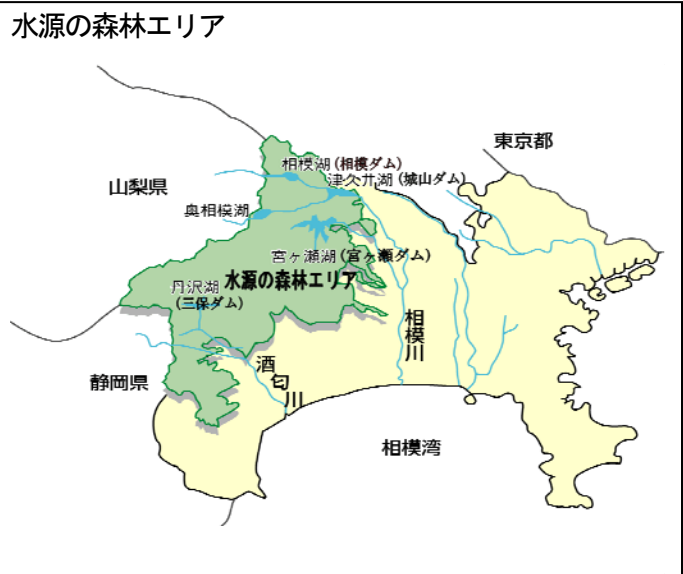 水源の森林エリア
東京都
相模湖(相模ダム)
津久井湖(城山ダム)
山梨県
奥相模湖
宮ヶ瀬湖(宮ヶ瀬ダム)
丹沢湖
(三保ダム)
水源の森林エリア
相模川
酒匂川
静岡県
相模湾